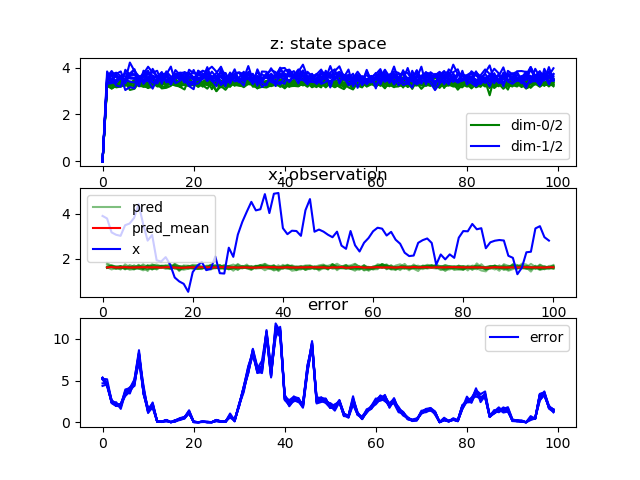 z: state space
4
2
0
dim-0/2
dim-1/2
0 20 40 60 80 100
x: observation
4
2
pred
pred_mean
x
0 20 40 60 80 100
error
10
5
0
error
0 20 40 60 80 100